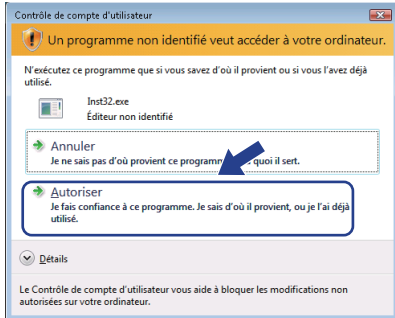 Contrôle de compte d'utilisateur
Un programme non identifié veut accéder à votre ordinateur.
N'exécutez ce programme que si vous savez d'où il provient ou si vous l'avez déjà
utilisé.
Inst32.exe
Éditeur non identifié
Annuler
Je ne sais pas d'où provient ce programm quoi il sert.
Autoriser
Je fais confiance à ce programme. Je sais d'où il provient, ou je l'ai déjà
utilisé.
Détails
Le Contrôle de compte d'utilisateur vous aide à bloquer les modifications non
autorisées sur votre ordinateur.